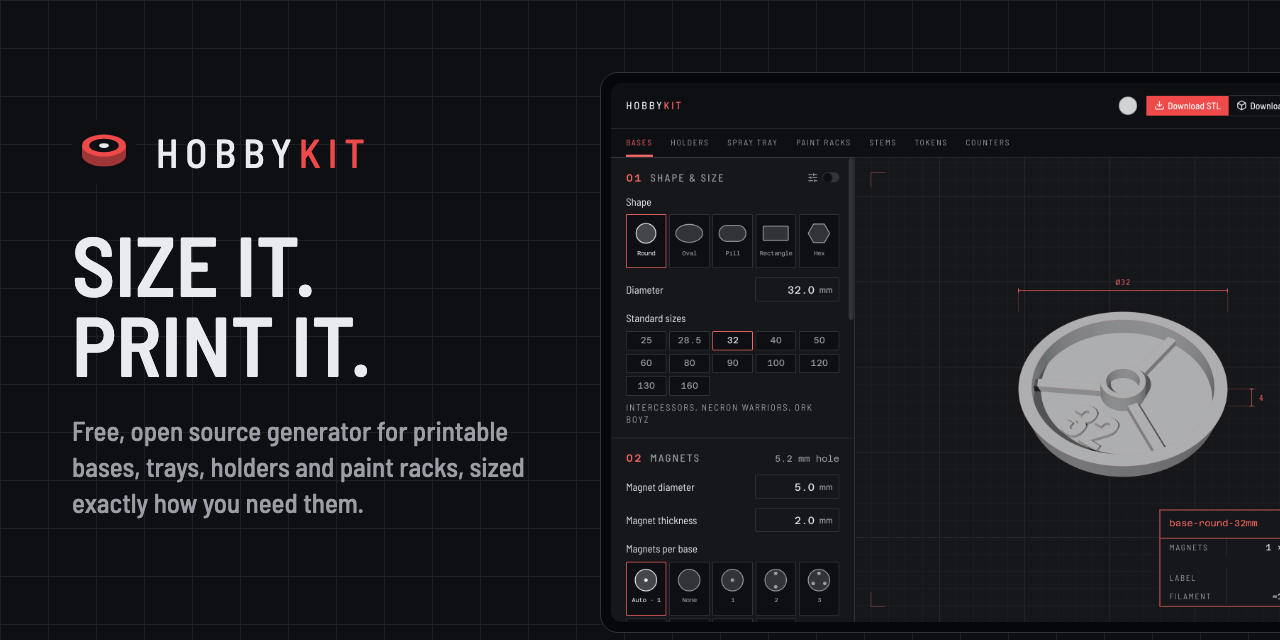 HOBBYKIT
SIZE IT.
PRINT IT.
Free, open source generator for printable
bases, trays, holders and paint racks, sized
exactly how you need them.
HOBBYKIT
Download STL
BASES HOLDERS SPRAY TRAY PAINT RACKS STEMS TOKENS COUNTERS
01 SHAPE & SIZE
Shape
Round Oval Pill Rectangle Hex
Diameter 32.0 mm
Standard sizes
25 28.5 32 40 50
60 80 90 100 120
130 160
INTERCESSORS, NECRON WARRIORS, ORK
BOYZ
02 MAGNETS 5.2 mm hole
Magnet diameter 5.0 mm
Magnet thickness 2.0 mm
Magnets per base
Auto · 1 None 1 2 3
Ø32
32
4
base-round-32mm
MAGNETS 1
LABEL
FILAMENT